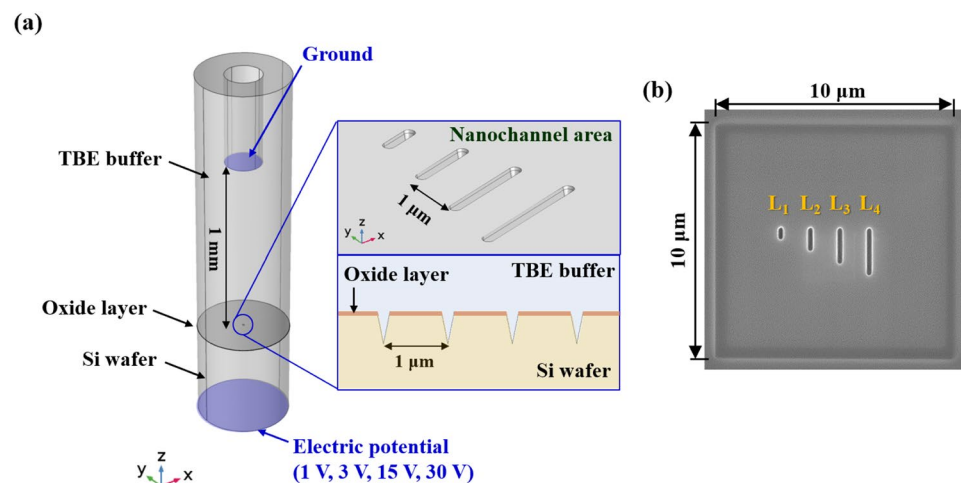 (a)
Ground
TBE buffer
1 mm
Oxide layer
Si wafer
Electric potential
(1 V, 3 V, 15 V, 30 V)
z
y
x
Nanochannel area
1 µm
z
y
x
Oxide layer
TBE buffer
1 µm
Si wafer
(b)
10 µm
10 µm
L₁ L₂ L₃ L₄